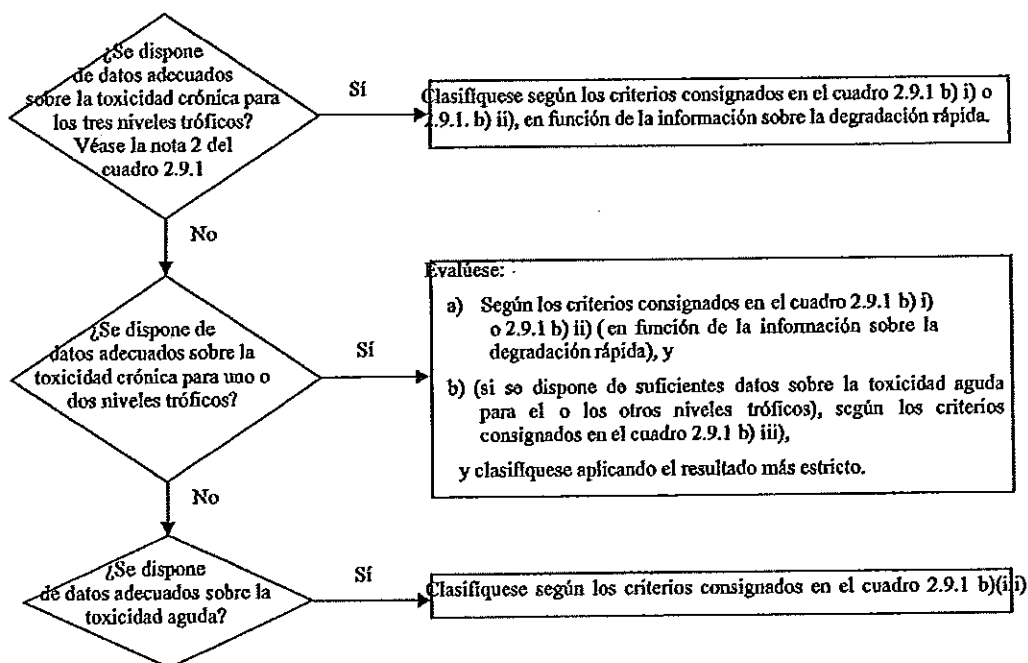 ¿Se dispone
de datos adecuados
sobre la toxicidad crónica para
los tres niveles tróficos?
Véase la nota 2 del
cuadro 2.9.1
Sí
Clasifíquese según los criterios consignados en el cuadro 2.9.1 b) i) o
2.9.1. b) ii), en función de la información sobre la degradación rápida.
No
¿Se dispone de
datos adecuados sobre la
toxicidad crónica para uno o
dos niveles tróficos?
Sí
Evalúese:
a) Según los criterios consignados en el cuadro 2.9.1 b) i)
o 2.9.1 b) ii) (en función de la información sobre la
degradación rápida), y
b) (si se dispone de suficientes datos sobre la toxicidad aguda
para el o los otros niveles tróficos), según los criterios
consignados en el cuadro 2.9.1 b) iii),
y clasifíquese aplicando el resultado más estricto.
No
¿Se dispone
de datos adecuados sobre la
toxicidad aguda?
Sí
Clasifíquese según los criterios consignados en el cuadro 2.9.1 b)(iii)